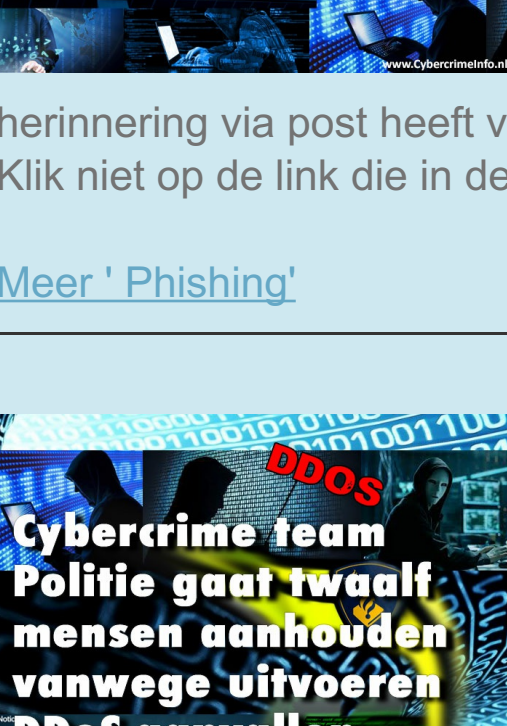 www.CybercrimeInfo.nl
herinnering via post heeft v
Klik niet op de link die in de
Meer ' Phishing'
DDOS
Cybercrime team
Politie gaat twaalf
mensen aanhouden
vanwege uitvoeren